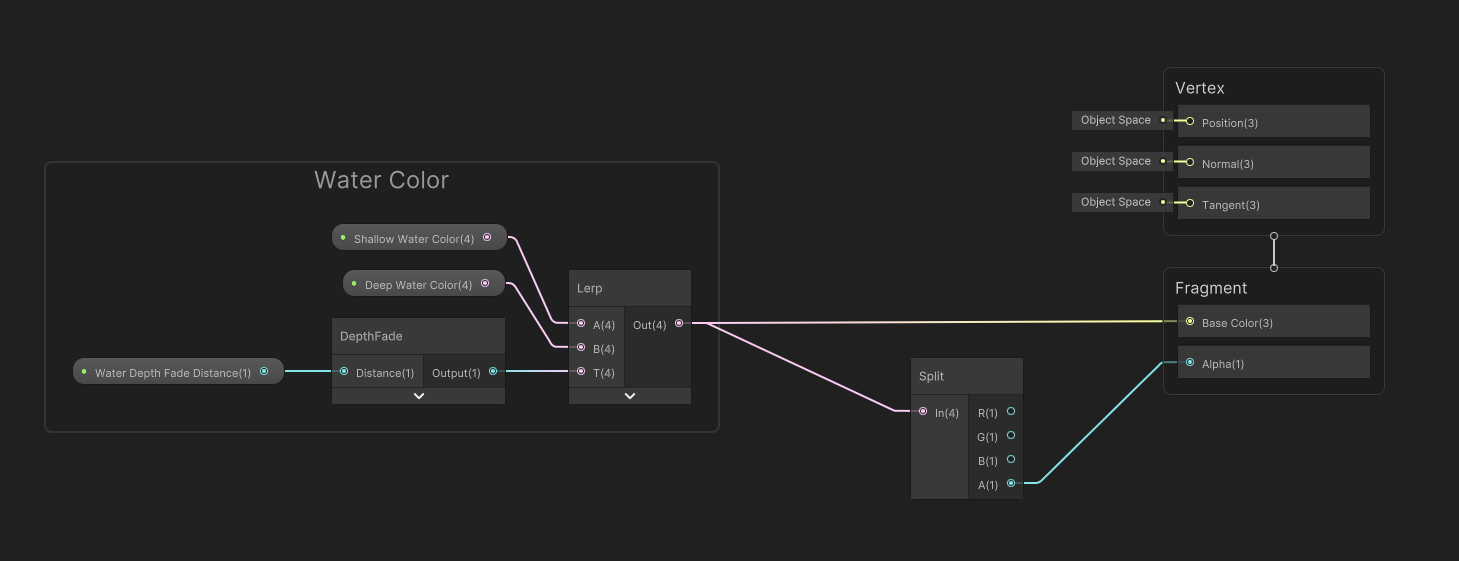 Water Color
Shallow Water Color(4)
Deep Water Color(4)
Water Depth Fade Distance(1)
DepthFade
Distance(1) Output(1)
Lerp
A(4) Out(4)
B(4)
T(4)
Split
In(4) R(1)
G(1)
B(1)
A(1)
Vertex
Object Space Position(3)
Object Space Normal(3)
Object Space Tangent(3)
Fragment
Base Color(3)
Alpha(1)